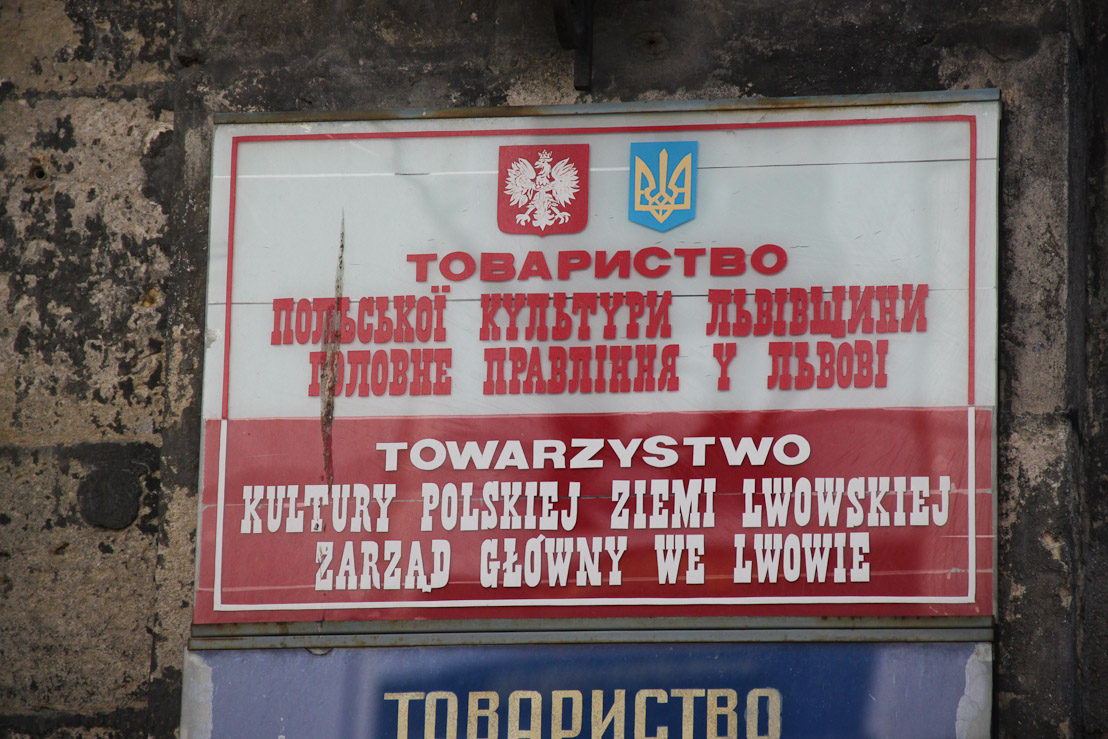 ТОВАРИСТВО
ПОЛЬСЬКОЇ КУЛЬТУРИ ЛЬВІВЩИНИ
ГОЛОВНЕ ПРАВЛІННЯ У ЛЬВОВІ
TOWARZYSTWO
KULTURY POLSKIEJ ZIEMI LWOWSKIEJ
ZARZĄD GŁÓWNY WE LWOWIE
ТОВАРИСТВО